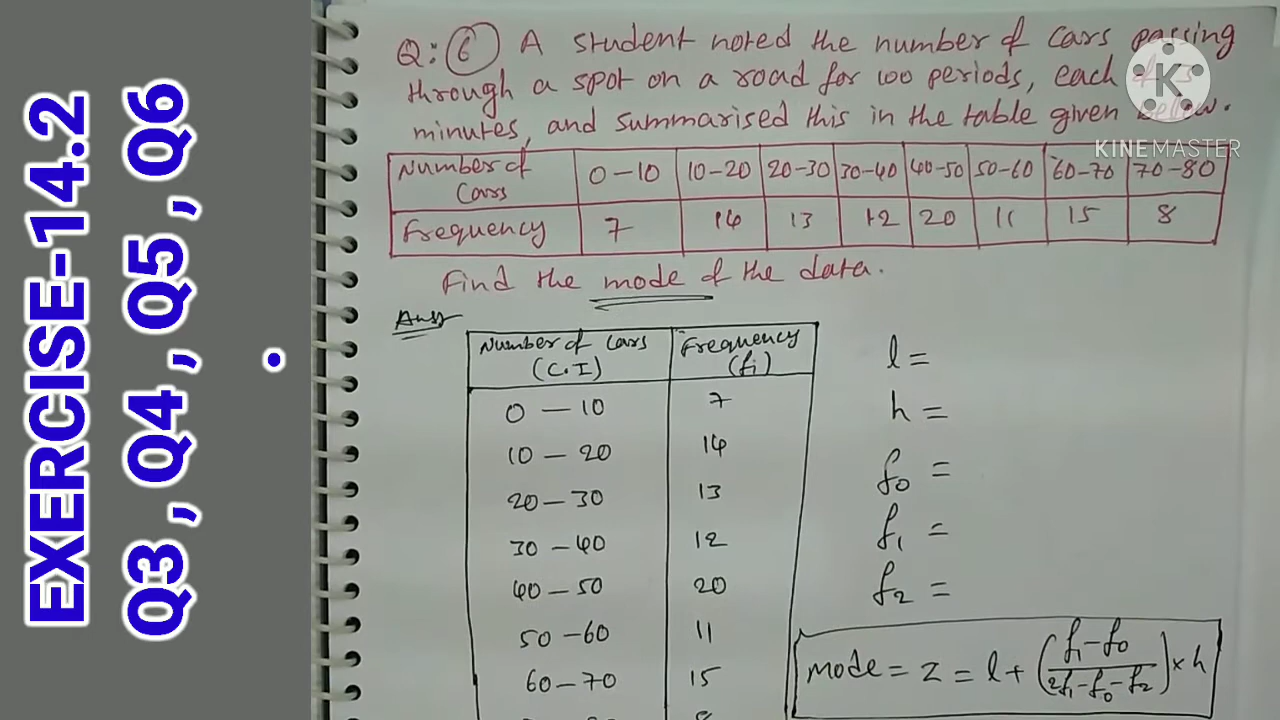 EXERCISE-14.2
Q3 , Q4 , Q5 , Q6
.
Q:⑥ A student noted the number of cars passing
through a spot on a road for 100 periods, each of 3
minutes, and summarised this in the table given below.
KINEMASTER
Number of Cars 0-10 10-20 20-30 30-40 40-50 50-60 60-70 70-80
Frequency 7 14 13 12 20 11 15 8
Find the mode of the data.
Ans
Number of Cars (C.I) Frequency (fi)
0-10 7
10-20 14
20-30 13
30-40 12
40-50 20
50-60 11
60-70 15
l =
h =
f0 =
f1 =
f2 =
mode = Z = l + (f1-f0 / 2f1-f0-f2) × h